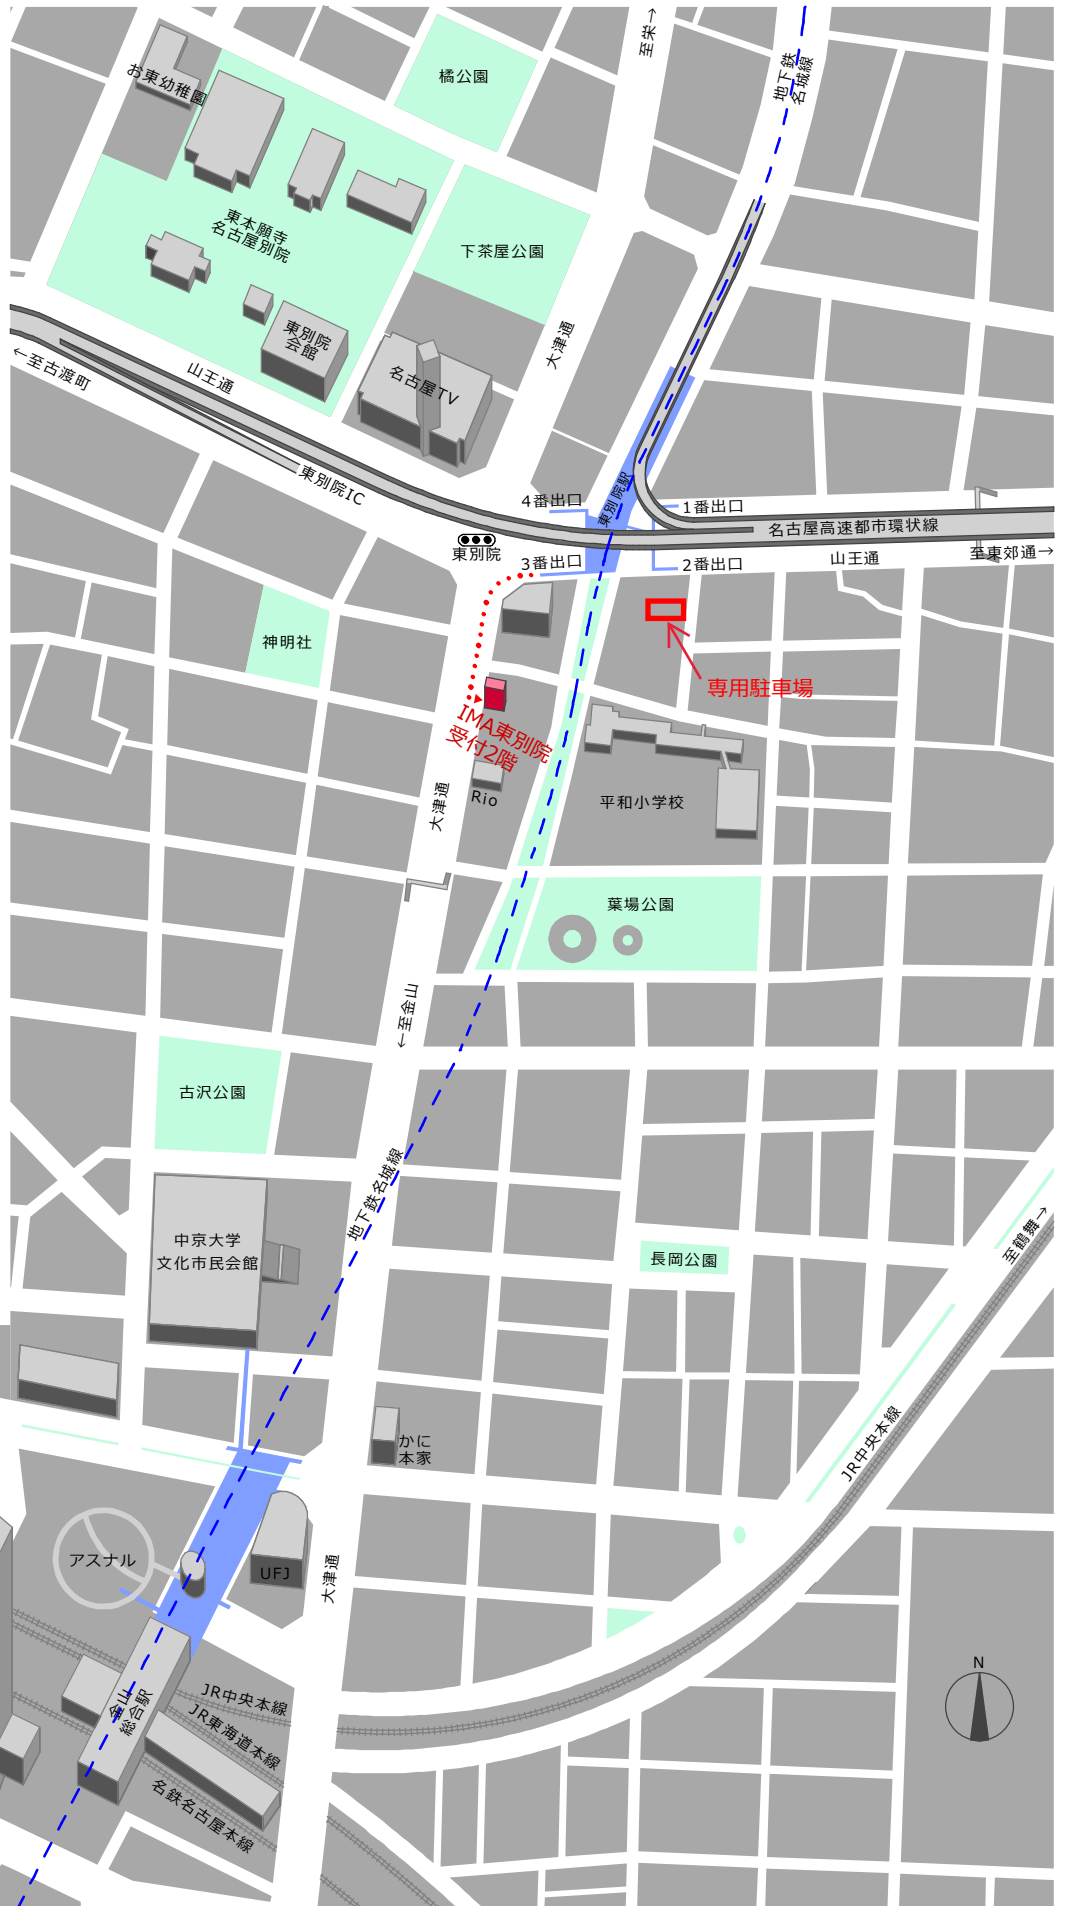 至栄→
地下鉄
名城線
橘公園
お東幼稚園
東本願寺
名古屋別院
下茶屋公園
東別院
会館
大津通
←至古渡町
山王通
名古屋TV
東別院IC
東別院駅
4番出口
1番出口
名古屋高速都市環状線
東別院
3番出口
2番出口
山王通
至東郊通→
神明社
専用駐車場
IMA東別院
受付2階
Rio
大津通
平和小学校
葉場公園
←至金山
古沢公園
地下鉄名城線
中京大学
文化市民会館
長岡公園
至鶴舞→
JR中央本線
かに
本家
アスナル
UFJ
大津通
金山
総合駅
JR中央本線
JR東海道本線
名鉄名古屋本線
N